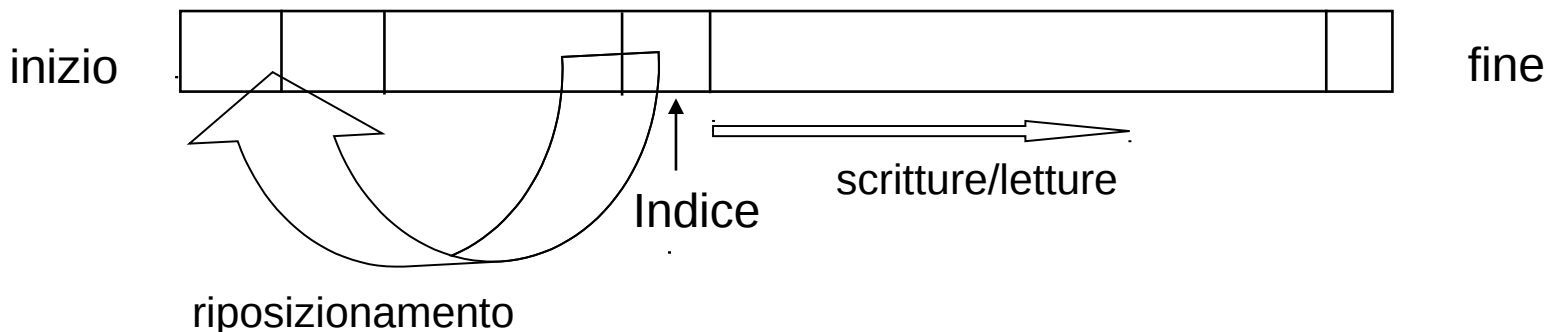 inizio
fine
scritture/letture
Indice
riposizionamento